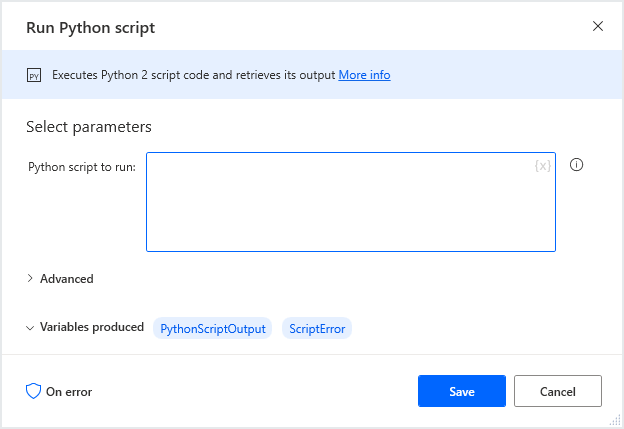 Run Python script
PY Executes Python 2 script code and retrieves its output More info
Select parameters
Python script to run: {x}
Advanced
Variables produced PythonScriptOutput ScriptError
On error Save Cancel